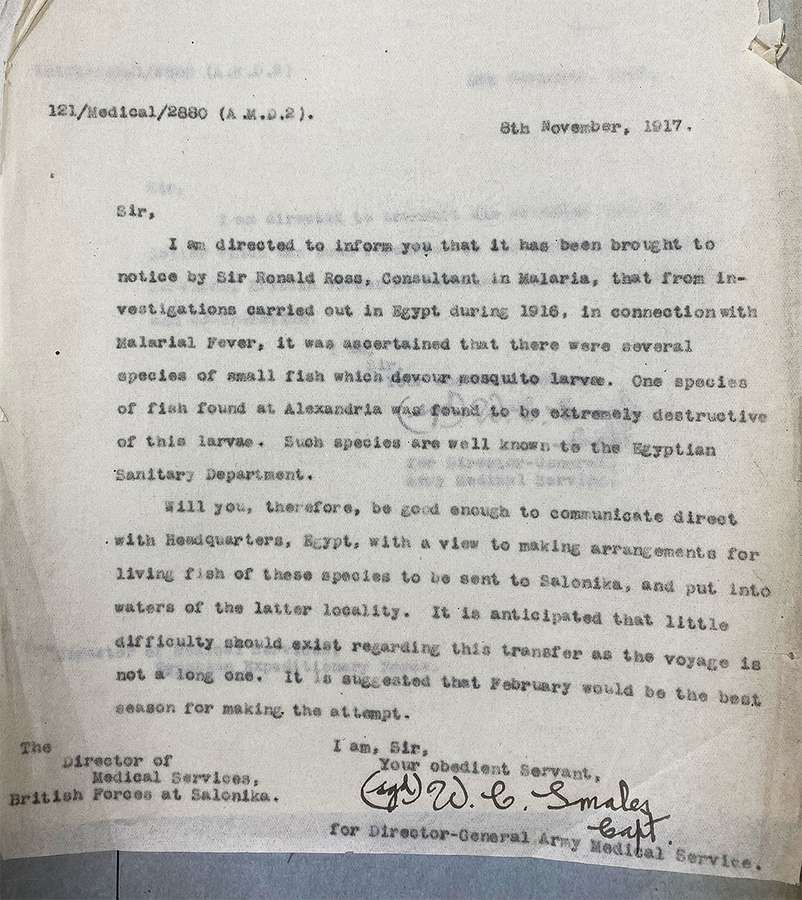 121/Medical/2880 (A.M.D.2).
8th November, 1917.
Sir,
I am directed to inform you that it has been brought to
notice by Sir Ronald Ross, Consultant in Malaria, that from in-
vestigations carried out in Egypt during 1916, in connection with
Malarial Fever, it was ascertained that there were several
species of small fish which devour mosquito larvæ. One species
of fish found at Alexandria was found to be extremely destructive
of this larvae. Such species are well known to the Egyptian
Sanitary Department.
Will you, therefore, be good enough to communicate direct
with Headquarters, Egypt, with a view to making arrangements for
living fish of these species to be sent to Salonika, and put into
waters of the latter locality. It is anticipated that little
difficulty should exist regarding this transfer as the voyage is
not a long one. It is suggested that February would be the best
season for making the attempt.
I am, Sir,
Your obedient Servant,
(sgd) W. C. Smales
Capt.
for Director-General Army Medical Service.
The
Director of
Medical Services,
British Forces at Salonika.